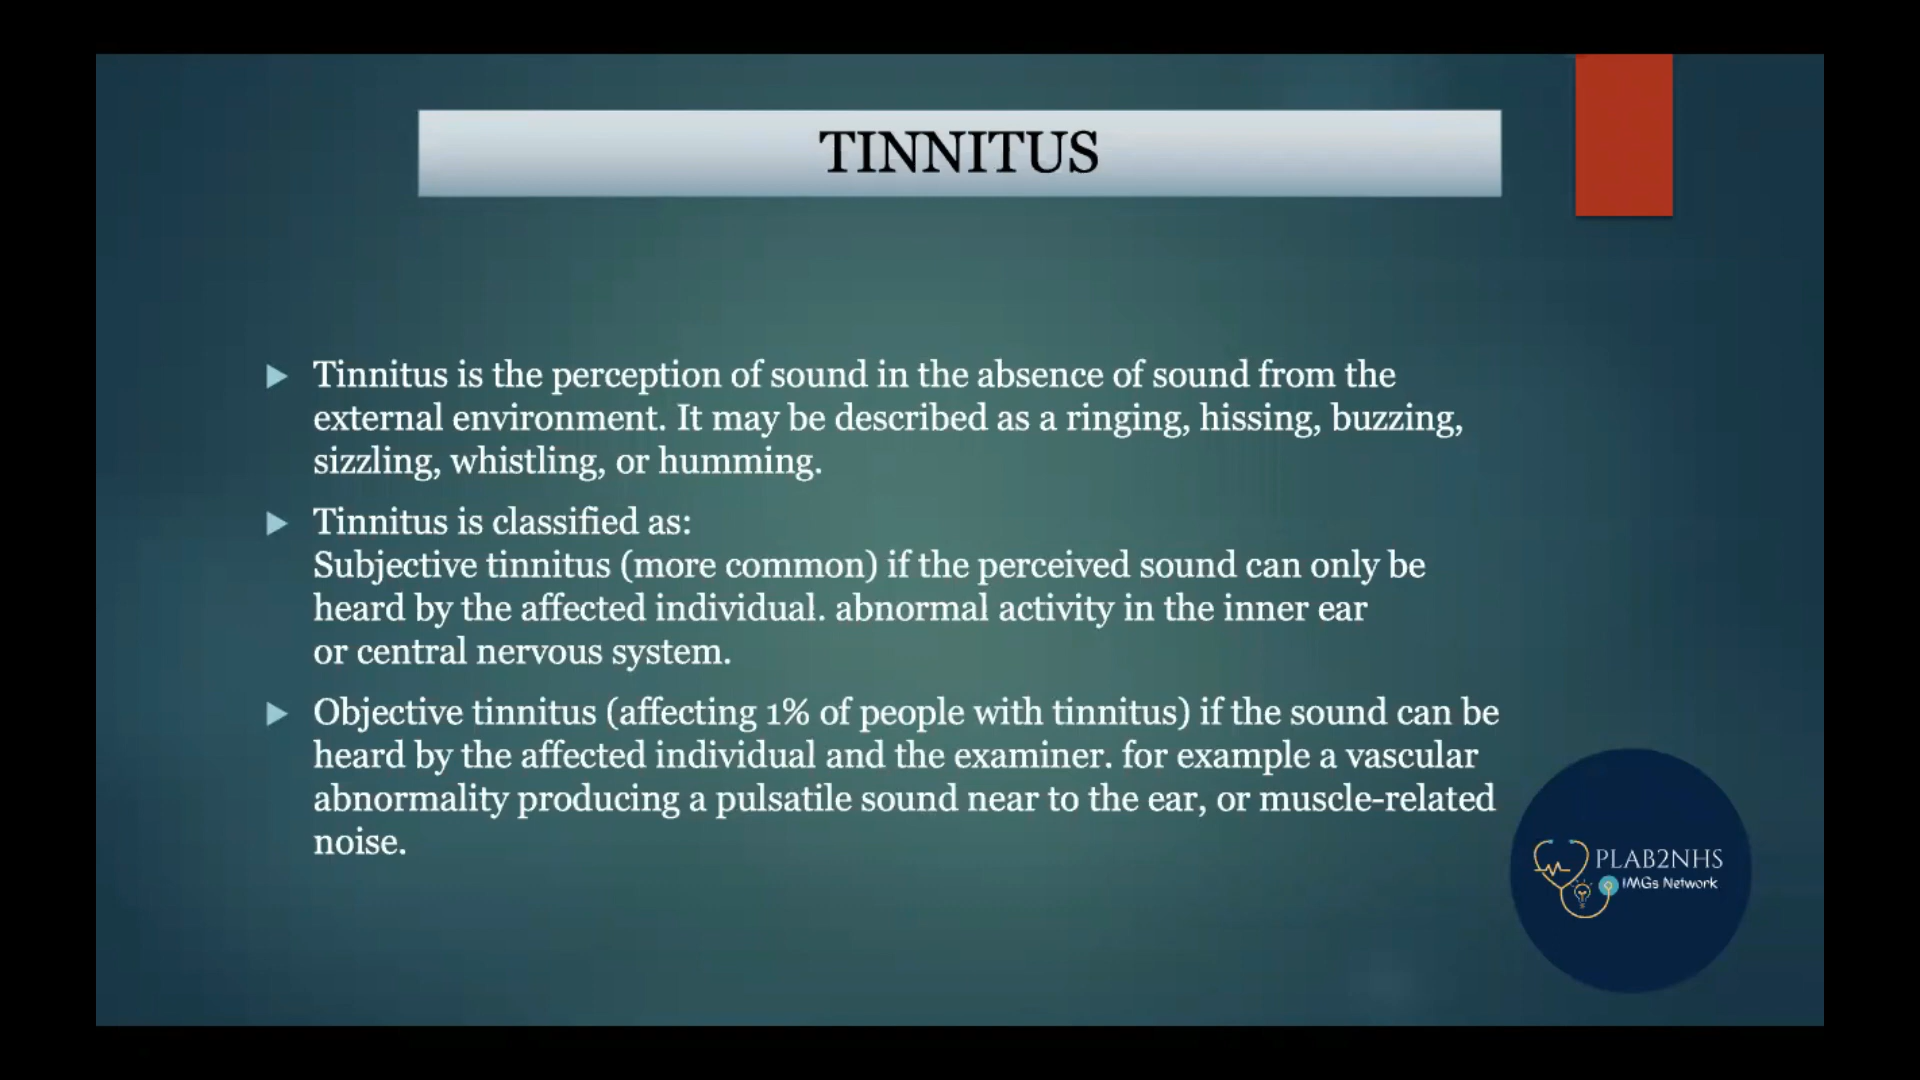 TINNITUS
Tinnitus is the perception of sound in the absence of sound from the
external environment. It may be described as a ringing, hissing, buzzing,
sizzling, whistling, or humming.
Tinnitus is classified as:
Subjective tinnitus (more common) if the perceived sound can only be
heard by the affected individual. abnormal activity in the inner ear
or central nervous system.
Objective tinnitus (affecting 1% of people with tinnitus) if the sound can be
heard by the affected individual and the examiner. for example a vascular
abnormality producing a pulsatile sound near to the ear, or muscle-related
noise.
PLAB2NHS
IMGs Network